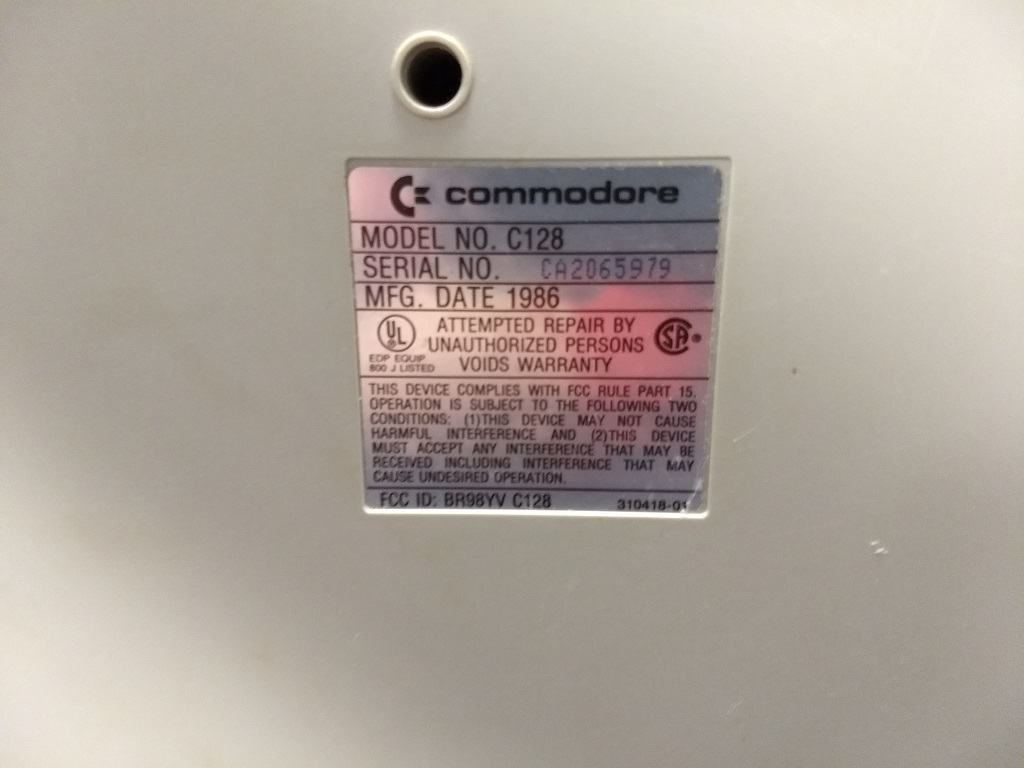 commodore
MODEL NO. C128
SERIAL NO. CA2065979
MFG. DATE 1986
UL
EDP EQUIP
800 J LISTED
ATTEMPTED REPAIR BY
UNAUTHORIZED PERSONS
VOIDS WARRANTY
SA
THIS DEVICE COMPLIES WITH FCC RULE PART 15.
OPERATION IS SUBJECT TO THE FOLLOWING TWO
CONDITIONS: (1)THIS DEVICE MAY NOT CAUSE
HARMFUL INTERFERENCE AND (2)THIS DEVICE
MUST ACCEPT ANY INTERFERENCE THAT MAY BE
RECEIVED INCLUDING INTERFERENCE THAT MAY
CAUSE UNDESIRED OPERATION.
FCC ID: BR98YV C128 310418-01